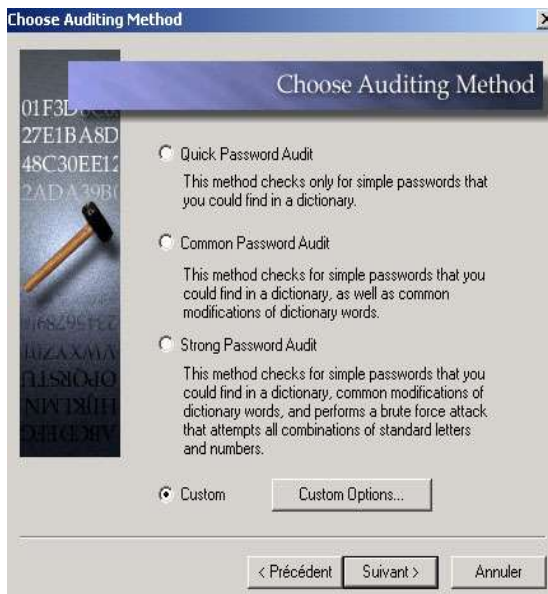 Choose Auditing Method
Choose Auditing Method
01F3D
27E1BA8D
48C30EE12
2ADA39B
Quick Password Audit
This method checks only for simple passwords that
you could find in a dictionary.
Common Password Audit
This method checks for simple passwords that you
could find in a dictionary, as well as common
modifications of dictionary words.
Strong Password Audit
This method checks for simple passwords that you
could find in a dictionary, common modifications of
dictionary words, and performs a brute force attack
that attempts all combinations of standard letters
and numbers.
Custom
Custom Options...
< Précédent
Suivant >
Annuler